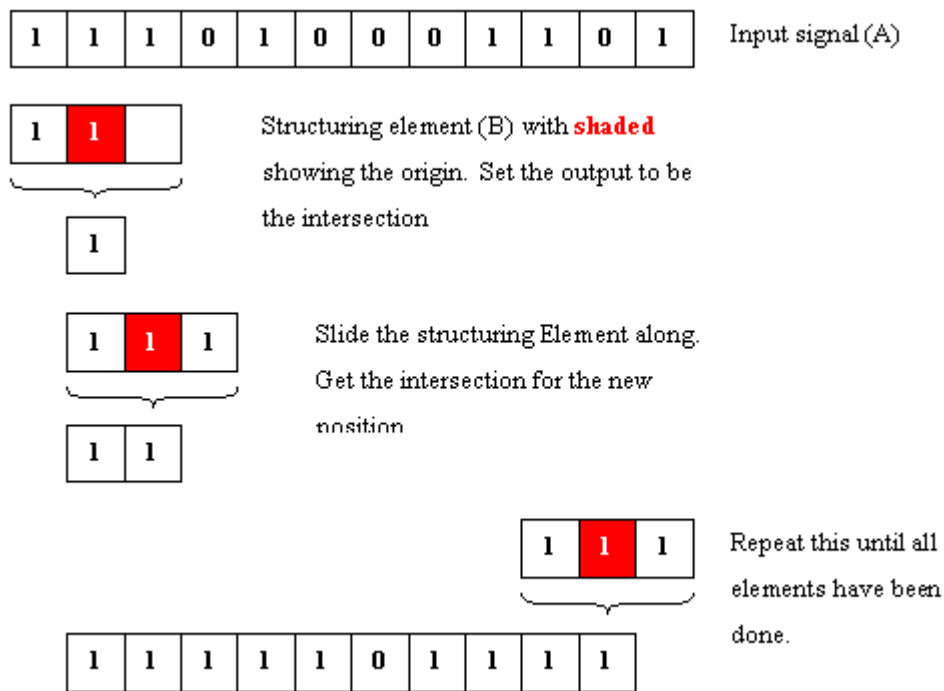 1 1 1 0 1 0 0 0 1 1 0 1 Input signal (A)
1 1
Structuring element (B) with shaded
showing the origin. Set the output to be
the intersection
1
1 1 1
Slide the structuring Element along.
Get the intersection for the new
position
1 1
1 1 1
Repeat this until all
elements have been
done.
1 1 1 1 1 0 1 1 1 1